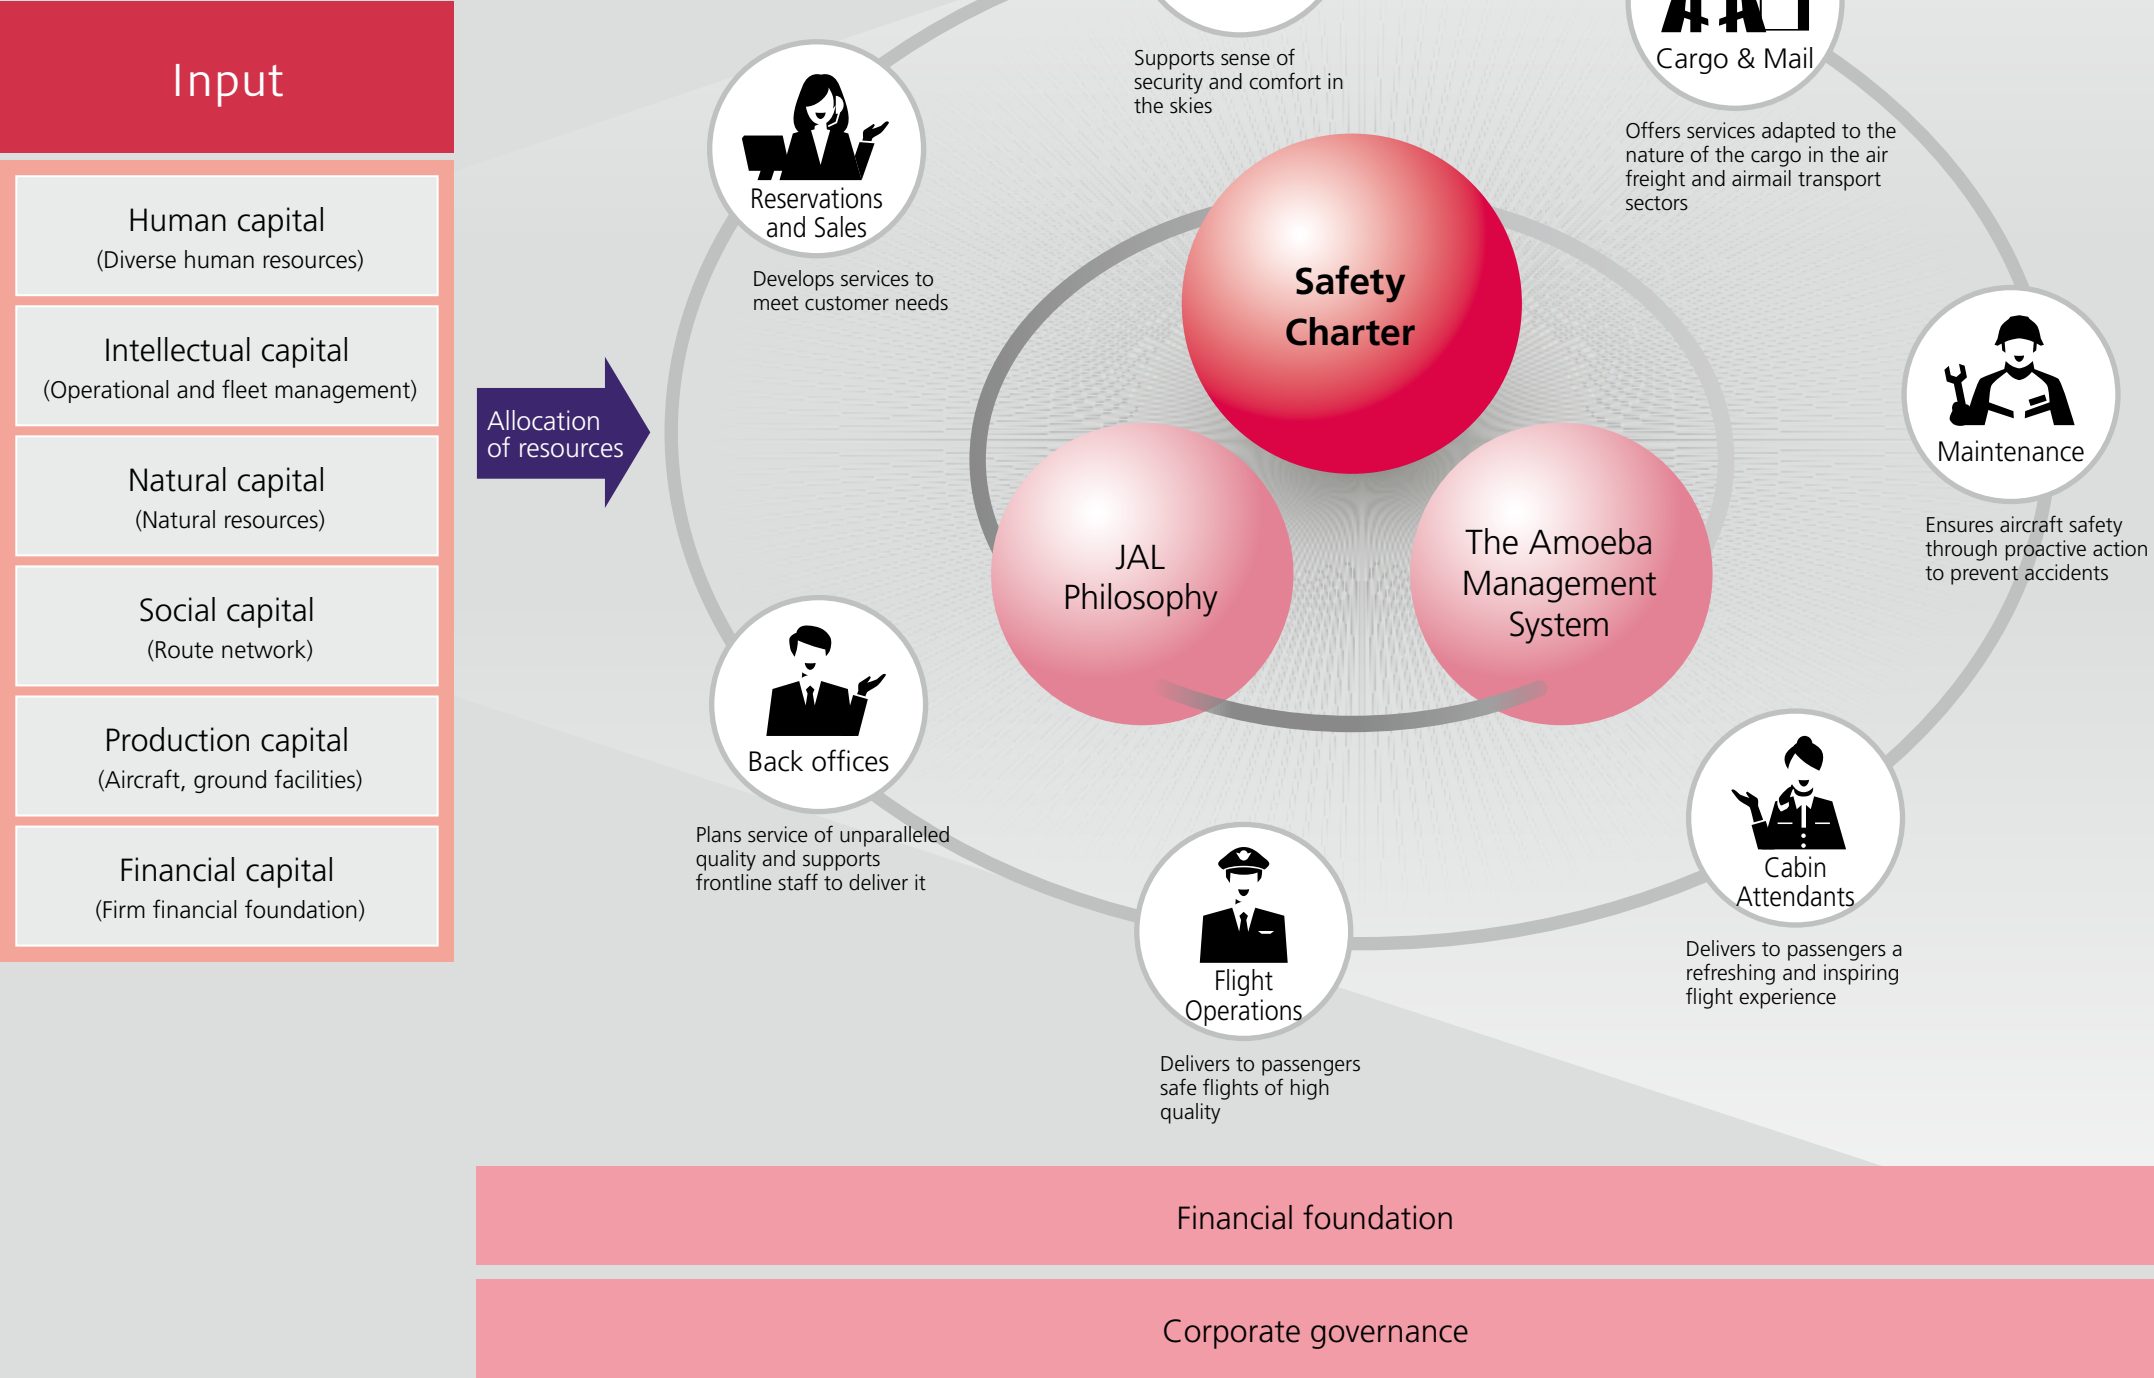 Input
Human capital
(Diverse human resources)
Intellectual capital
(Operational and fleet management)
Natural capital
(Natural resources)
Social capital
(Route network)
Production capital
(Aircraft, ground facilities)
Financial capital
(Firm financial foundation)
Allocation
of resources
Supports sense of
security and comfort in
the skies
Cargo & Mail
Offers services adapted to the
nature of the cargo in the air
freight and airmail transport
sectors
Reservations
and Sales
Develops services to
meet customer needs
Safety
Charter
JAL
Philosophy
The Amoeba
Management
System
Maintenance
Ensures aircraft safety
through proactive action
to prevent accidents
Back offices
Plans service of unparalleled
quality and supports
frontline staff to deliver it
Cabin
Attendants
Delivers to passengers a
refreshing and inspiring
flight experience
Flight
Operations
Delivers to passengers
safe flights of high
quality
Financial foundation
Corporate governance